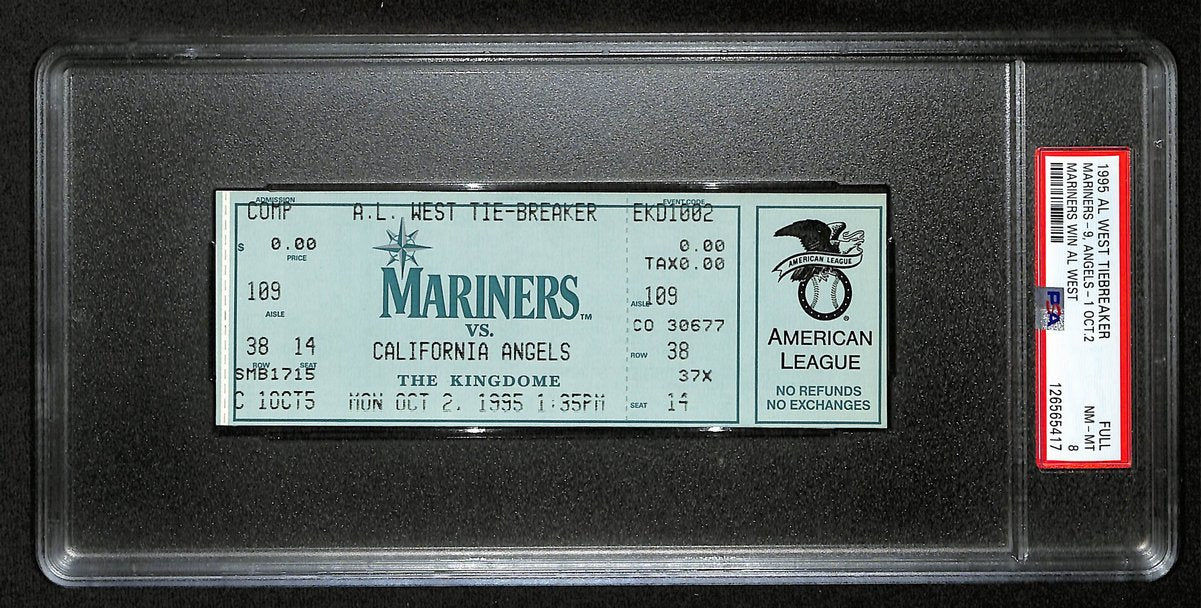 ADMISSION
COMP A.L. WEST TIE-BREAKER
$ 0.00
PRICE
109
AISLE
38 14
ROW SEAT
SMB1715
C 1OCT5
MARINERS™
VS.
CALIFORNIA ANGELS
THE KINGDOME
MON OCT 2, 1995 1:35PM
EVENT CODE
EKD1002
0.00
TAX0.00
AISLE 109
CO 30677
ROW 38
37X
SEAT 14
AMERICAN LEAGUE
®
AMERICAN
LEAGUE
NO REFUNDS
NO EXCHANGES
1995 AL WEST TIEBREAKER FULL
MARINERS-9, ANGELS-1 OCT.2 NM-MT
MARINERS WIN AL WEST 8
126565417
PSA